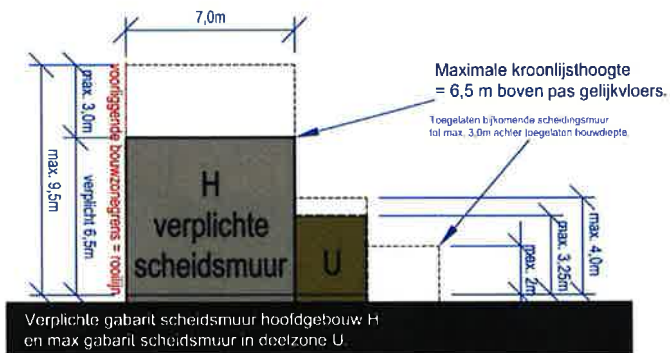 7,0m
Maximale kroonlijsthoogte
= 6,5 m boven pas gelijkvloers.
Toegelaten bijkomende scheidingsmuur
tot max. 3,0m achter toegelaten bouwdiepte.
max. 9,5m
max. 3,0m
verplicht 6,5m
voorliggende bouwzonegrens = rooilijn
H
verplichte
scheidsmuur
U
max. 2m
max. 3,25m
max. 4,0m
Verplichte gabarit scheidsmuur hoofdgebouw H
en max gabarit scheidsmuur in deelzone U.